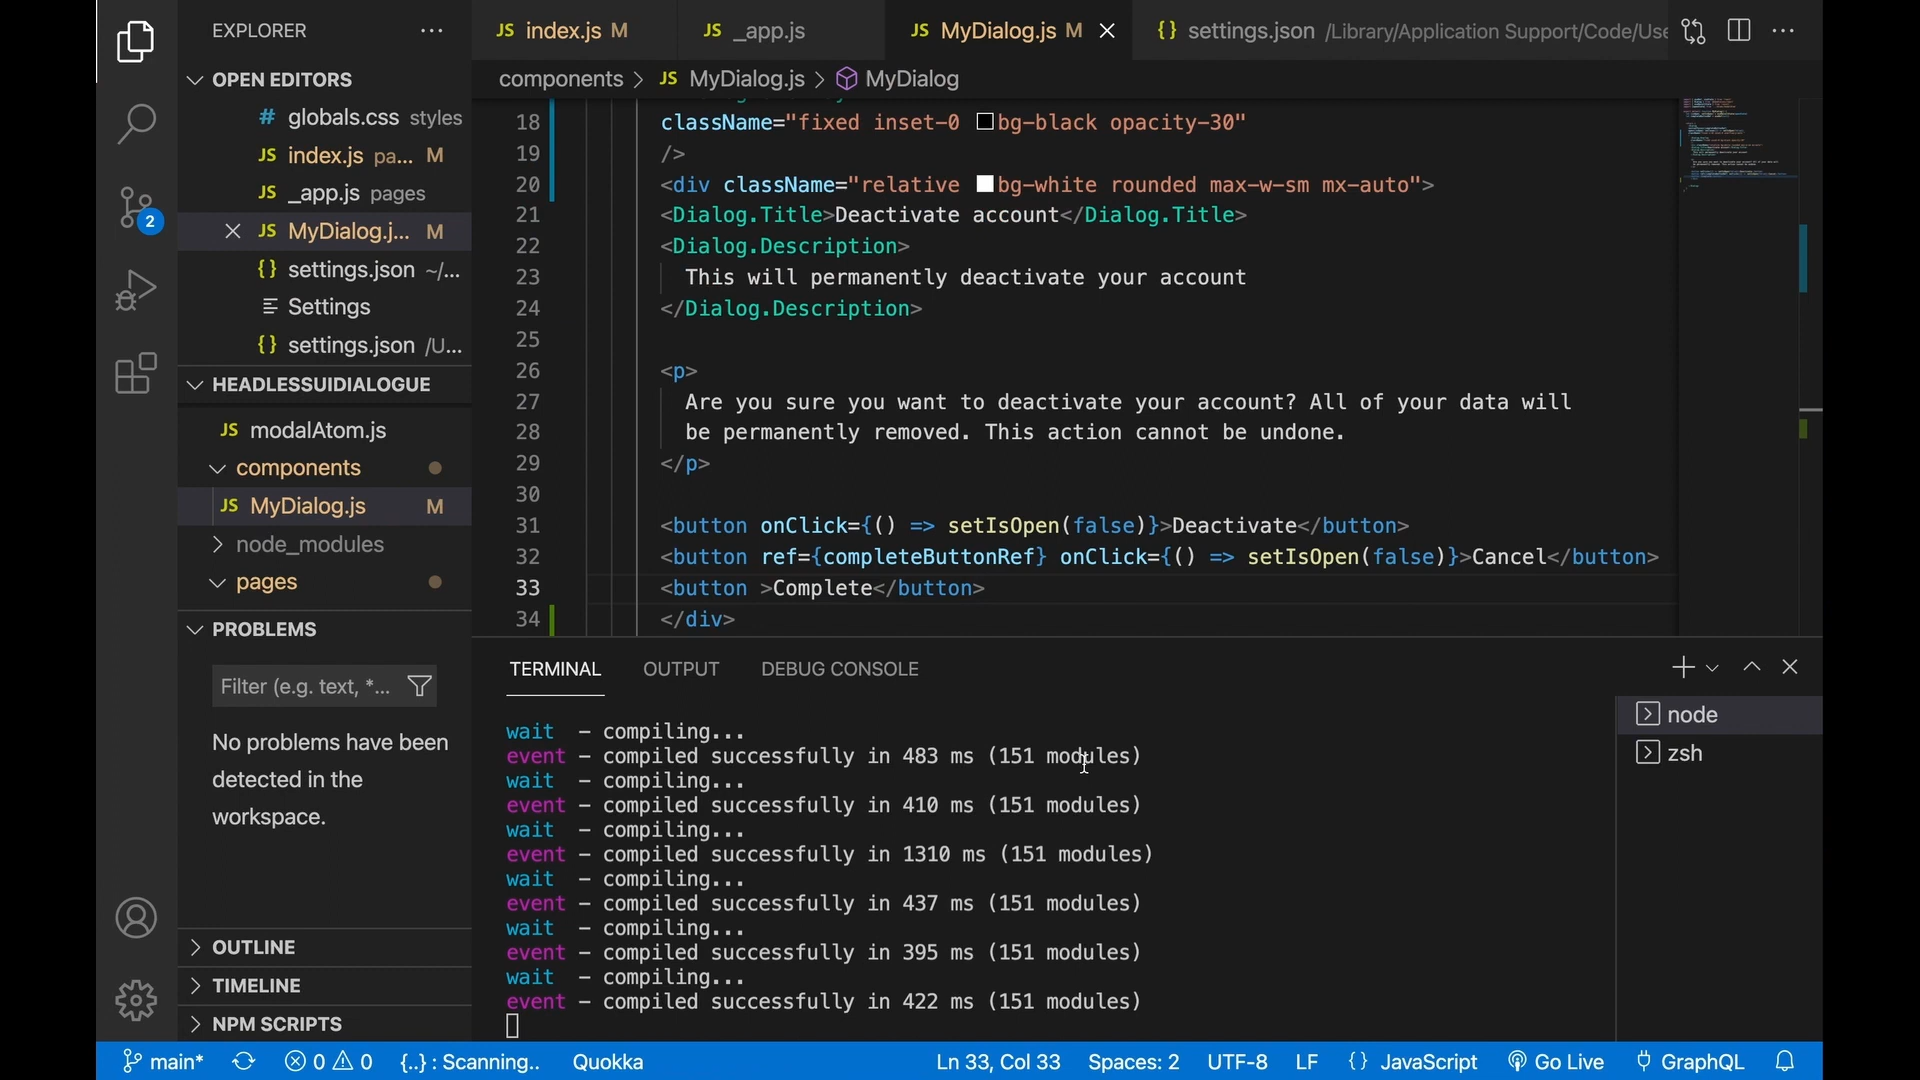 EXPLORER
OPEN EDITORS
# globals.css styles
JS index.js pa... M
JS _app.js pages
JS MyDialog.j... M
{} settings.json ~/...
Settings
{} settings.json /U...
HEADLESSUIDIALOGUE
JS modalAtom.js
components
JS MyDialog.js M
node_modules
pages
PROBLEMS
Filter (e.g. text, *...
No problems have been
detected in the
workspace.
OUTLINE
TIMELINE
NPM SCRIPTS
2
JS index.js M
JS _app.js
JS MyDialog.js M
{} settings.json /Library/Application Support/Code/Use
components > JS MyDialog.js > MyDialog
18 className="fixed inset-0 bg-black opacity-30"
19 />
20 <div className="relative bg-white rounded max-w-sm mx-auto">
21 <Dialog.Title>Deactivate account</Dialog.Title>
22 <Dialog.Description>
23 This will permanently deactivate your account
24 </Dialog.Description>
25
26 <p>
27 Are you sure you want to deactivate your account? All of your data will
28 be permanently removed. This action cannot be undone.
29 </p>
30
31 <button onClick={() => setIsOpen(false)}>Deactivate</button>
32 <button ref={completeButtonRef} onClick={() => setIsOpen(false)}>Cancel</button>
33 <button >Complete</button>
34 </div>
TERMINAL OUTPUT DEBUG CONSOLE
wait - compiling...
event - compiled successfully in 483 ms (151 modules)
wait - compiling...
event - compiled successfully in 410 ms (151 modules)
wait - compiling...
event - compiled successfully in 1310 ms (151 modules)
wait - compiling...
event - compiled successfully in 437 ms (151 modules)
wait - compiling...
event - compiled successfully in 395 ms (151 modules)
wait - compiling...
event - compiled successfully in 422 ms (151 modules)
node
zsh
main* 0 0 {..} : Scanning.. Quokka Ln 33, Col 33 Spaces: 2 UTF-8 LF {} JavaScript Go Live GraphQL